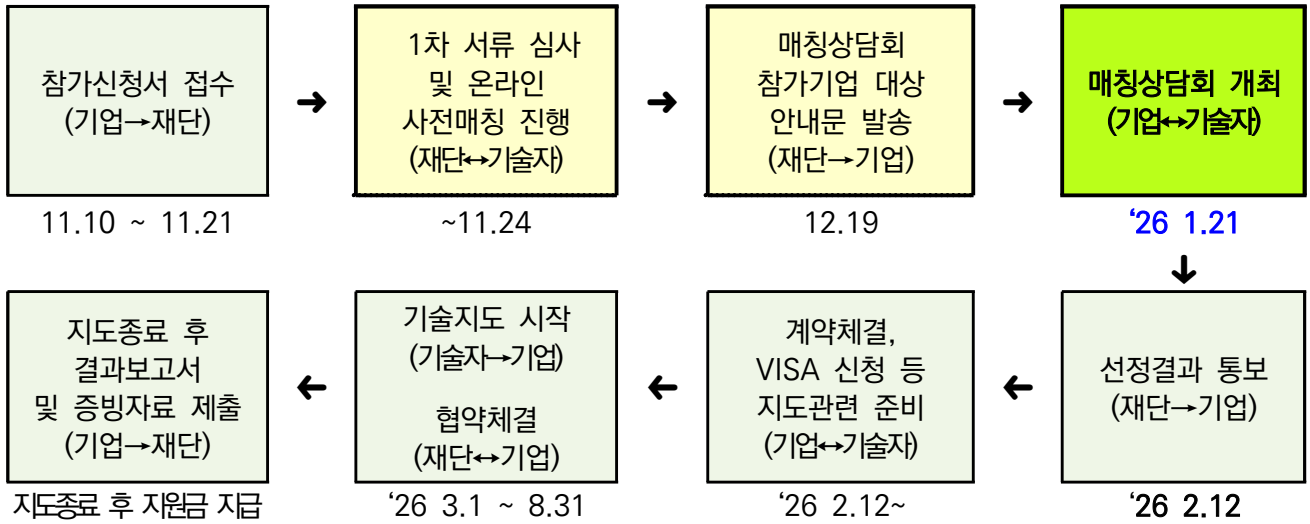 참가신청서 접수
(기업→재단)
11.10 ~ 11.21
➔
1차 서류 심사
및 온라인
사전매칭 진행
(재단↔기술자)
~11.24
➔
매칭상담회
참가기업 대상
안내문 발송
(재단→기업)
12.19
➔
매칭상담회 개최
(기업↔기술자)
‘26 1.21
↓
선정결과 통보
(재단→기업)
‘26 2.12
←
계약체결,
VISA 신청 등
지도관련 준비
(기업↔기술자)
‘26 2.12~
←
기술지도 시작
(기술자→기업)
협약체결
(재단↔기업)
‘26 3.1 ~ 8.31
←
지도종료 후
결과보고서
및 증빙자료 제출
(기업→재단)
지도종료 후 지원금 지급